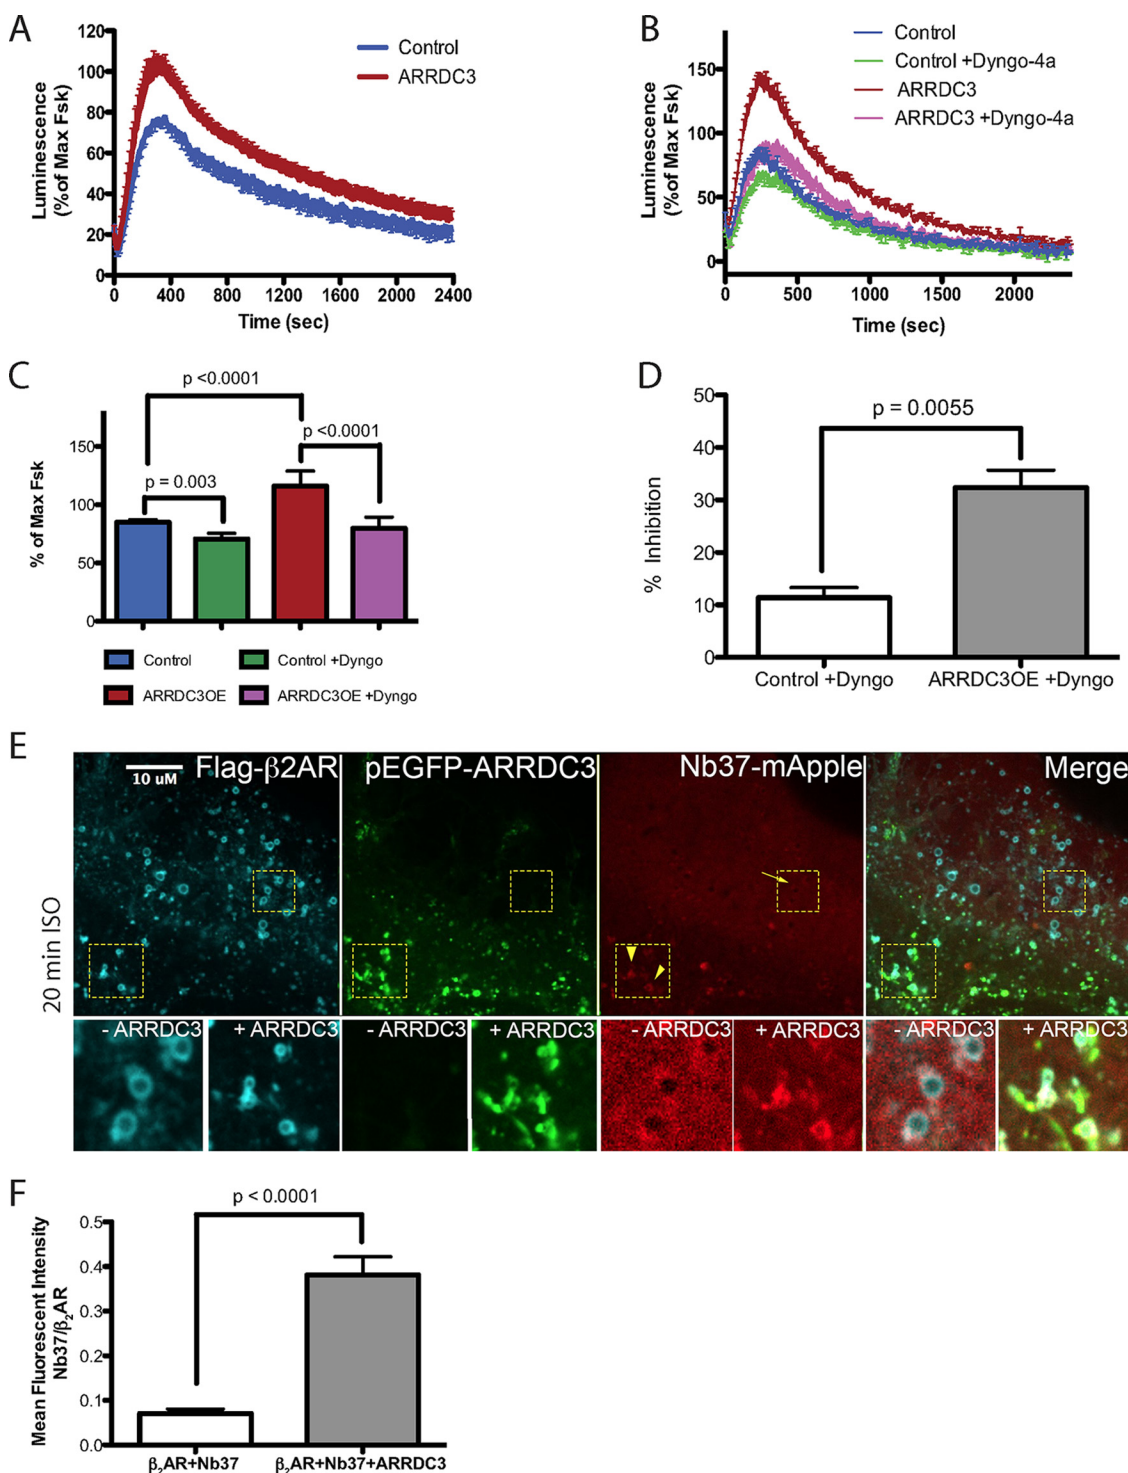 A
Luminescence
(%of Max Fsk)
120
100
80
60
40
20
0
0 400 800 1200 1600 2000 2400
Time (sec)
Control
ARRDC3
B
Luminescence
(%of Max Fsk)
150
100
50
0
0 500 1000 1500 2000
Time (sec)
Control
Control +Dyngo-4a
ARRDC3
ARRDC3 +Dyngo-4a
C
% of Max Fsk
150
100
50
0
p <0.0001
p <0.0001
p = 0.003
Control
Control +Dyngo
ARRDC3OE
ARRDC3OE +Dyngo
D
% Inhibition
50
40
30
20
10
0
p = 0.0055
Control +Dyngo
ARRDC3OE +Dyngo
E
20 min ISO
10 uM
Flag-β2AR
pEGFP-ARRDC3
Nb37-mApple
Merge
- ARRDC3
+ ARRDC3
- ARRDC3
+ ARRDC3
- ARRDC3
+ ARRDC3
- ARRDC3
+ ARRDC3
F
Mean Fluorescent Intensity
Nb37/β₂AR
0.5
0.4
0.3
0.2
0.1
0.0
p < 0.0001
β₂AR+Nb37
β₂AR+Nb37+ARRDC3